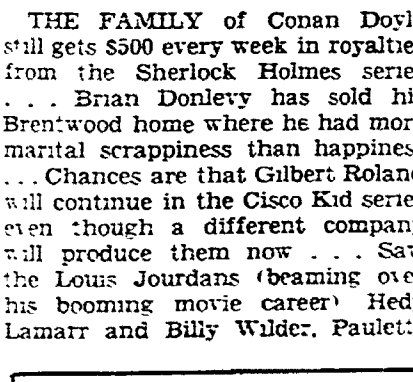 THE FAMILY of Conan Doyl
still gets $500 every week in royaltie
from the Sherlock Holmes serie
. . . Brian Donlevy has sold hi
Brentwood home where he had mor
marital scrappiness than happines
. . . Chances are that Gilbert Roland
will continue in the Cisco Kid serie
even though a different company
will produce them now . . . Saw
the Louis Jourdans (beaming ove
his booming movie career) Hed
Lamarr and Billy Wilder, Paulett